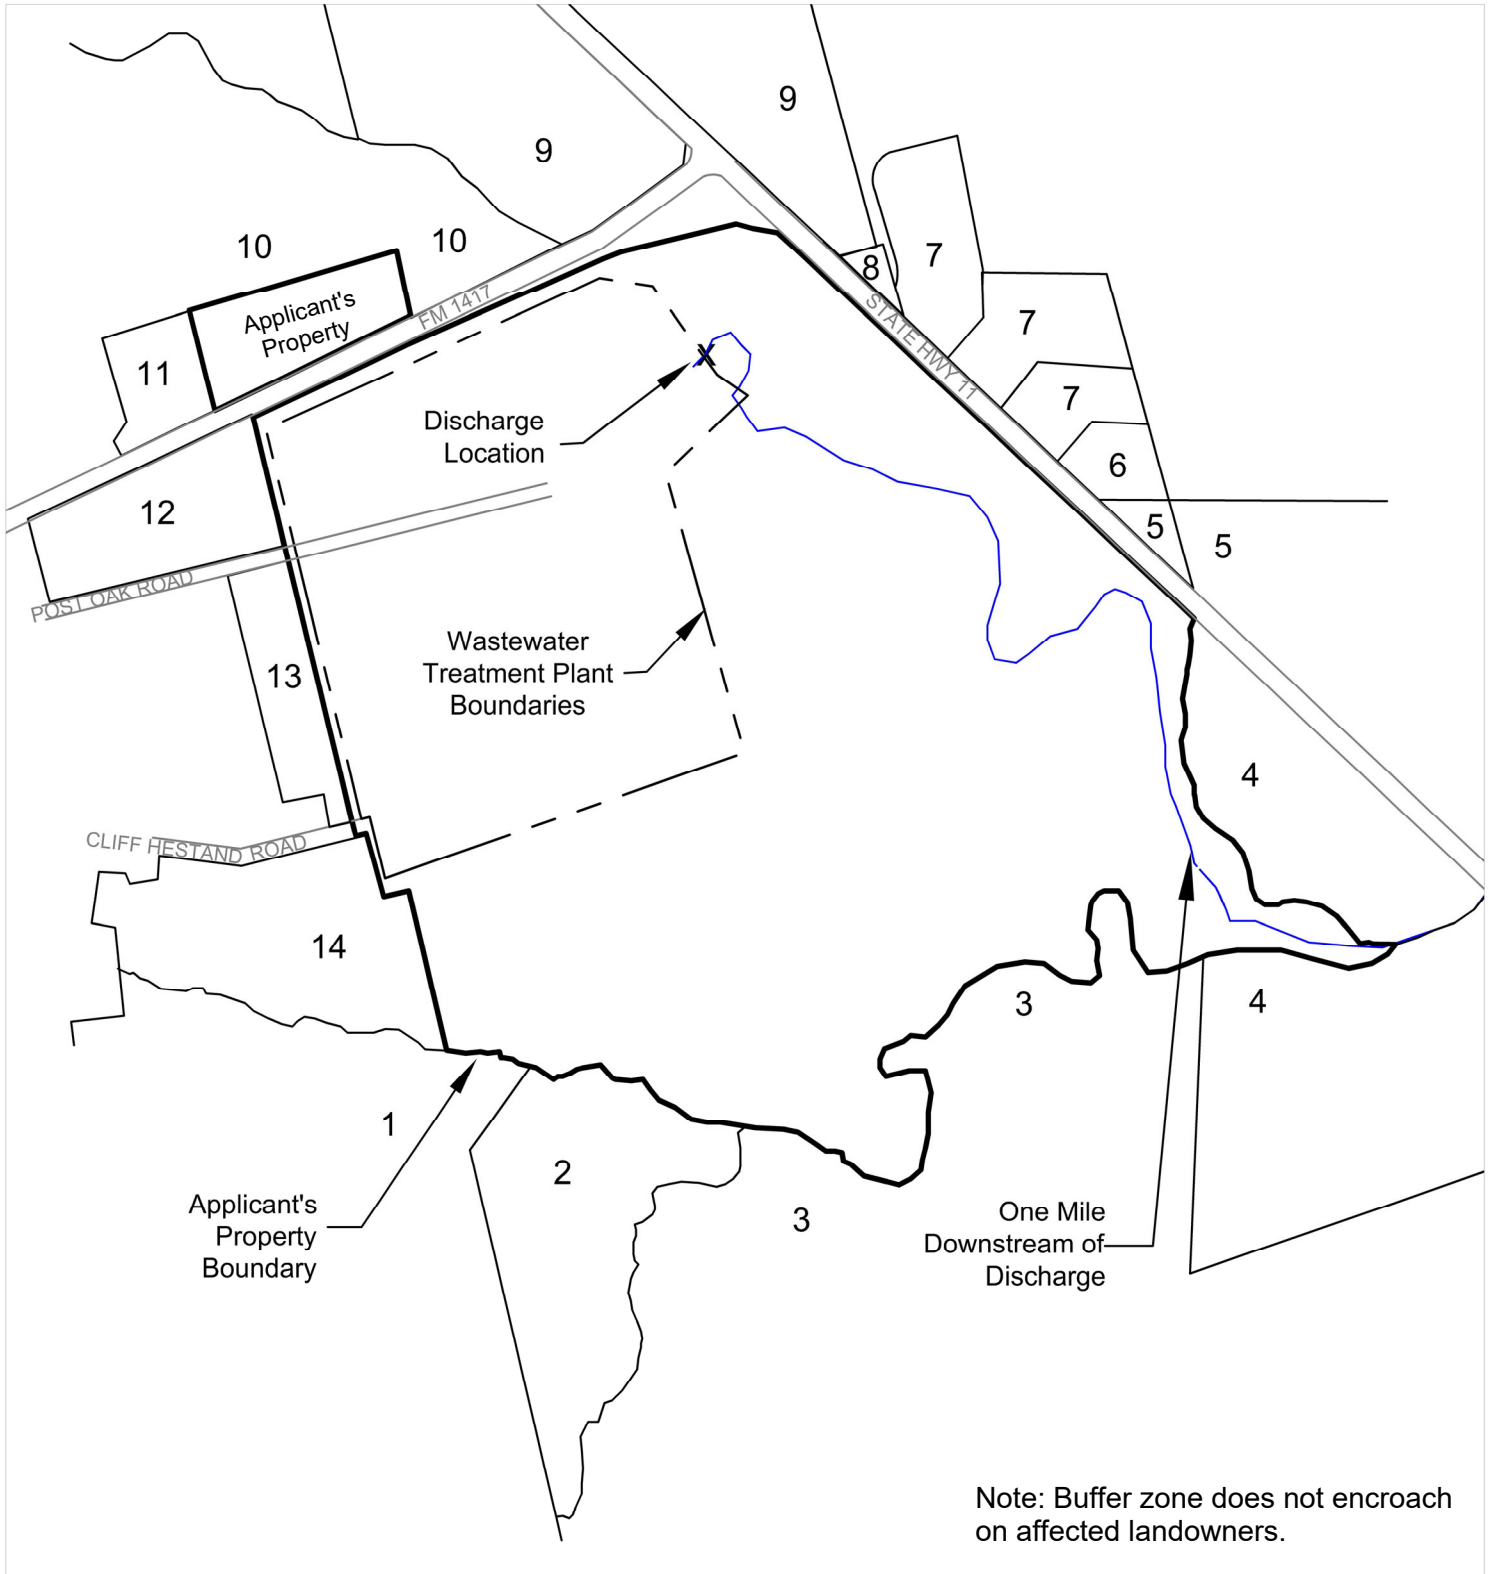 9
9
10
10
Applicant's
Property
FM 1417
8
7
STATE HWY 11
7
11
7
Discharge
Location
6
12
5
5
POST OAK ROAD
Wastewater
Treatment Plant
Boundaries
13
4
CLIFF HESTAND ROAD
14
3
4
1
2
3
Applicant's
Property
Boundary
One Mile
Downstream of
Discharge
Note: Buffer zone does not encroach
on affected landowners.